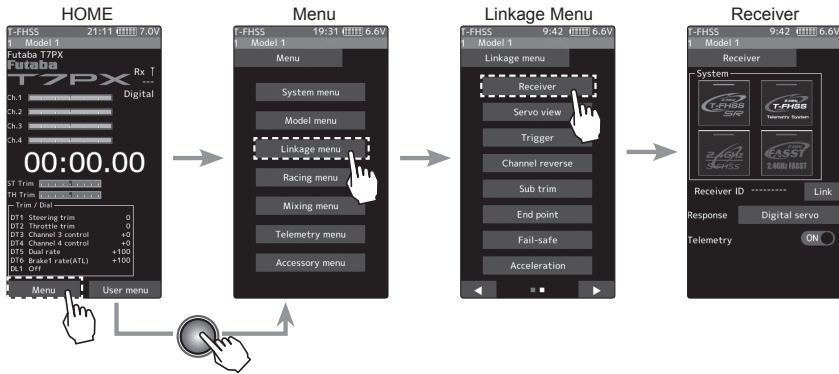 HOME
T-FHSS 21:11 7.0V
1 Model 1
Futaba T7PX
Futaba
T7PX
Rx
---
Digital
Ch.1
Ch.2
Ch.3
Ch.4
00:00.00
ST Trim
TH Trim
Trim / Dial
DT1 Steering trim 0
DT2 Throttle trim 0
DT3 Channel 3 control +0
DT4 Channel 4 control +0
DT5 Dual rate +100
DT6 Brake1 rate(ATL) +100
DL1 Off
Menu User menu
Menu
T-FHSS 19:31 6.6V
1 Model 1
Menu
System menu
Model menu
Linkage menu
Racing menu
Mixing menu
Telemetry menu
Accessory menu
Linkage Menu
T-FHSS 9:42 6.6V
1 Model 1
Linkage menu
Receiver
Servo view
Trigger
Channel reverse
Sub trim
End point
Fail-safe
Acceleration
Receiver
T-FHSS 9:42 6.6V
1 Model 1
Receiver
System
T-FHSS
SR
T-FHSS
Telemetry System
2.4GHz
S-FHSS
FASST
2.4GHz FASST
Receiver ID --------- Link
Response Digital servo
Telemetry ON